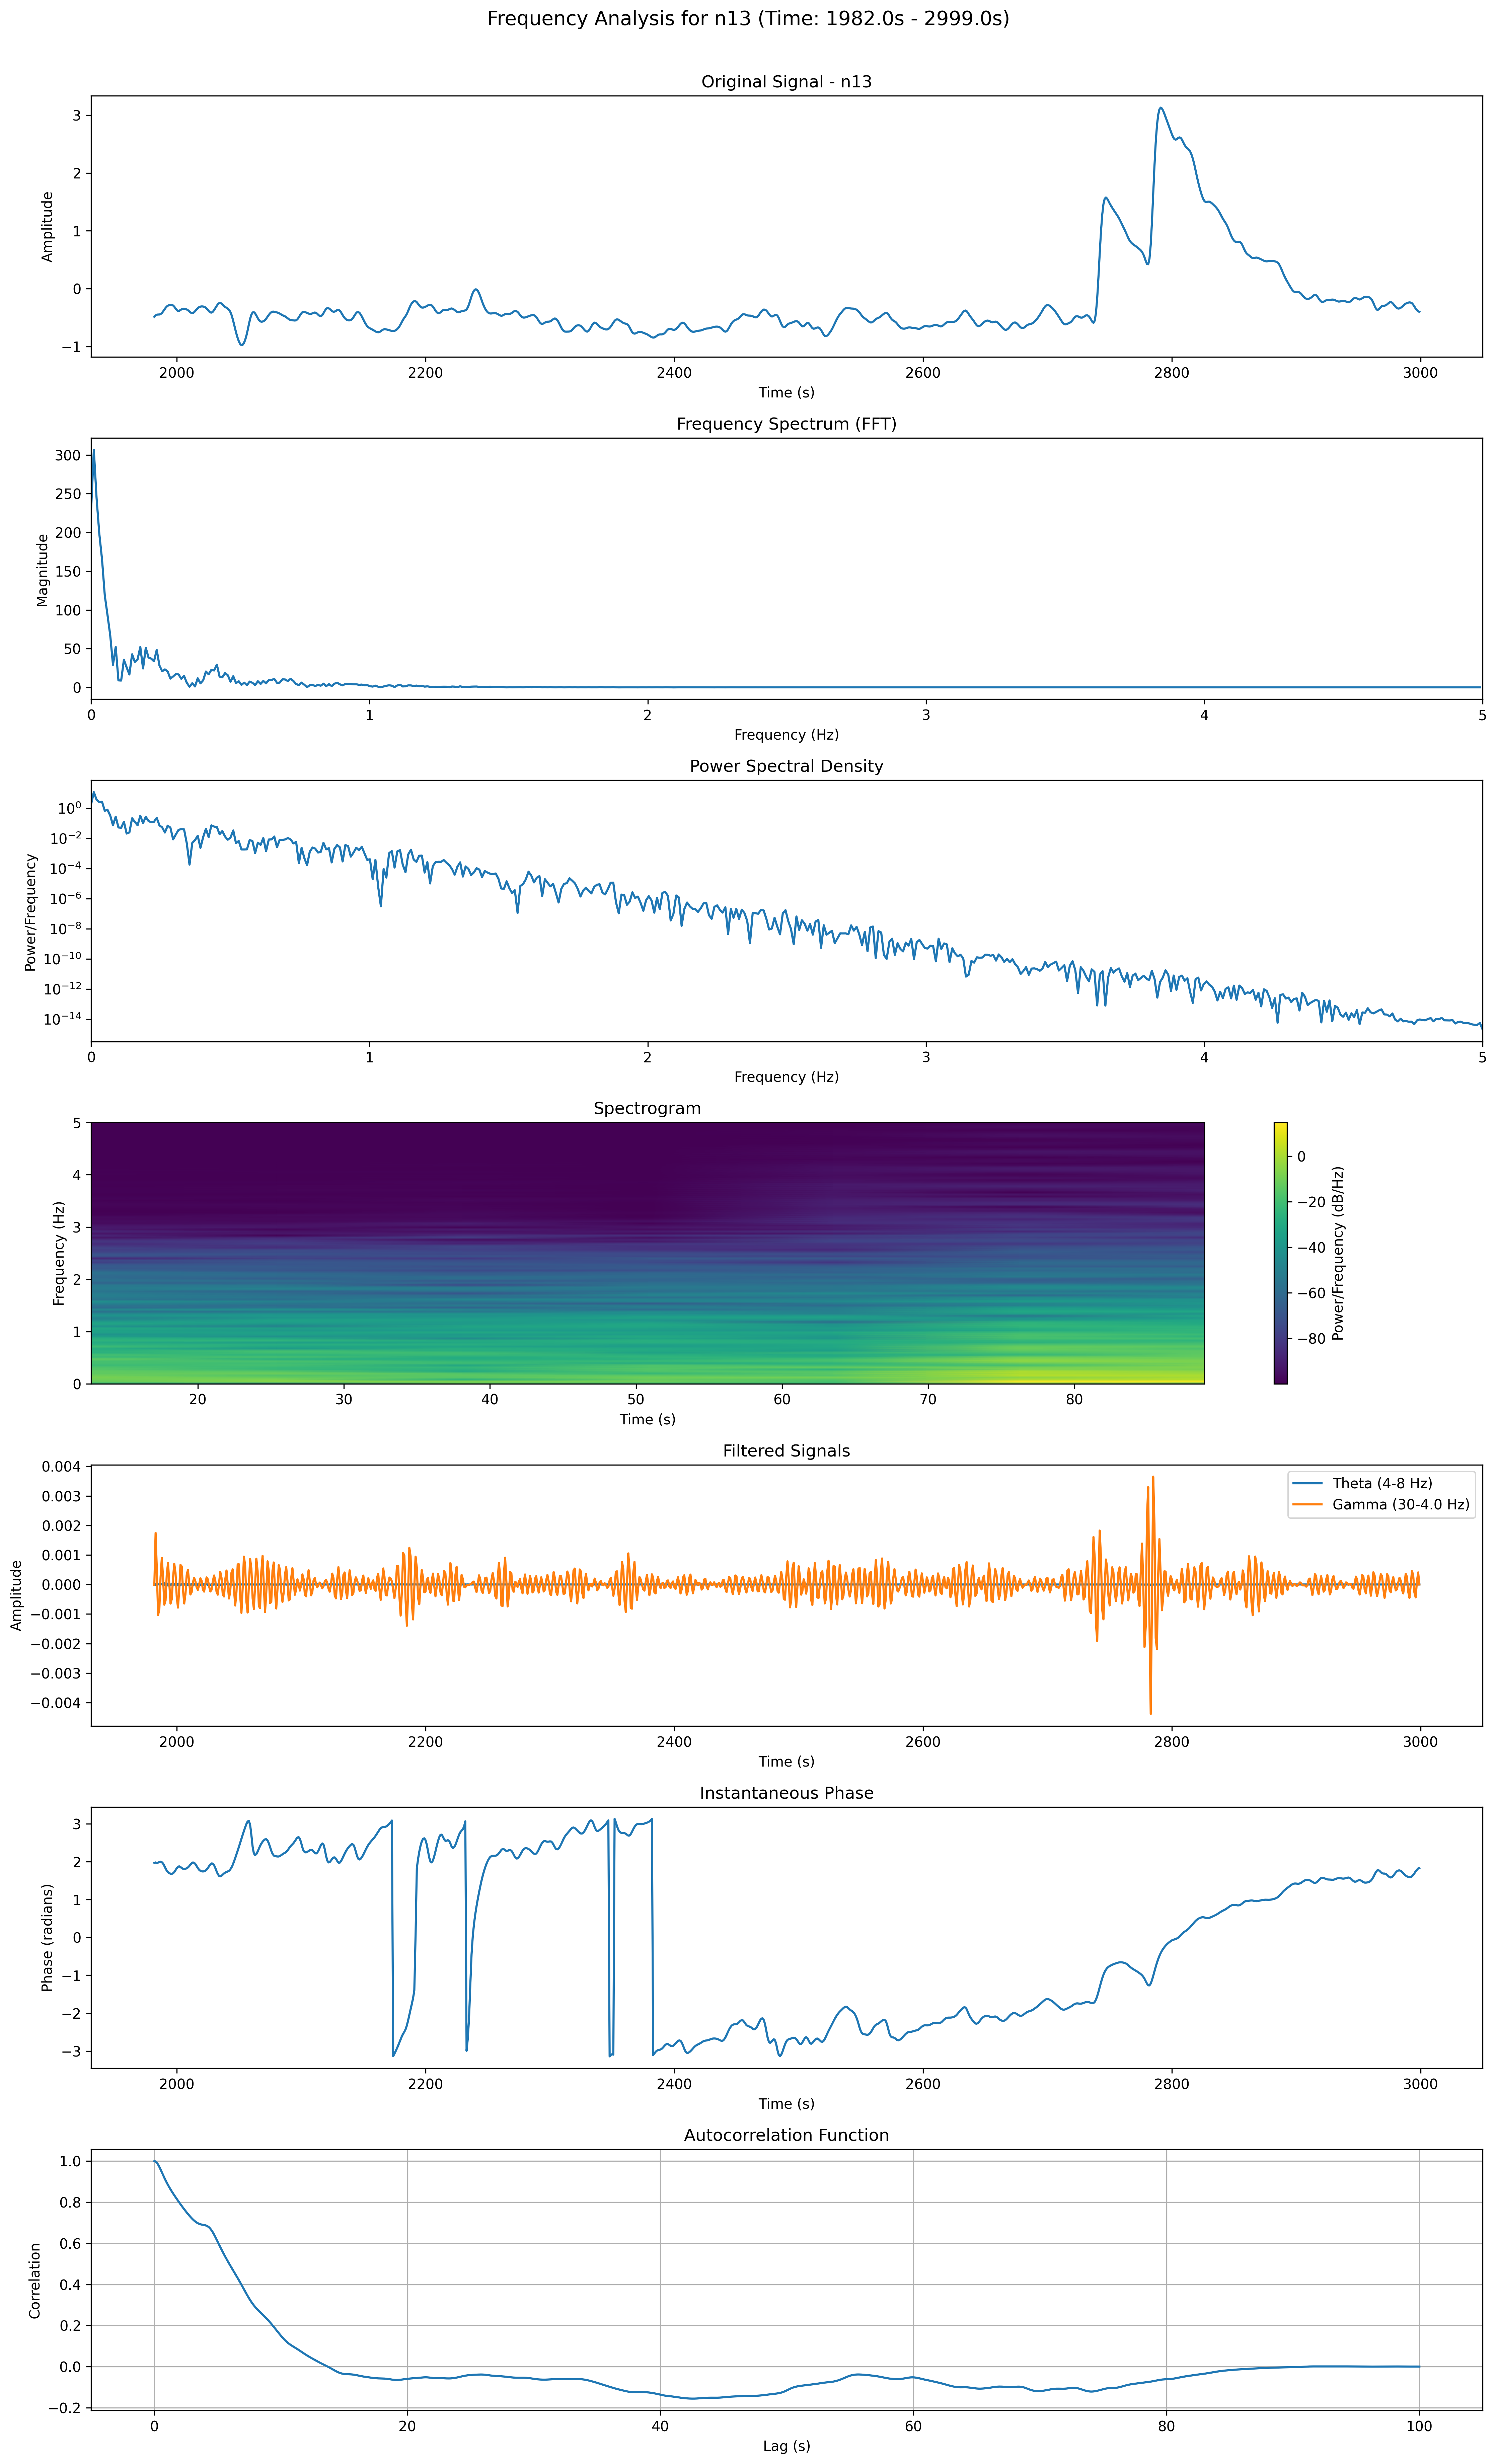 Frequency Analysis for n13 (Time: 1982.0s - 2999.0s)
Original Signal - n13
Amplitude
3
2
1
0
−1
2000 2200 2400 2600 2800 3000
Time (s)
Frequency Spectrum (FFT)
Magnitude
300
250
200
150
100
50
0
0 1 2 3 4 5
Frequency (Hz)
Power Spectral Density
Power/Frequency
10⁰
10⁻²
10⁻⁴
10⁻⁶
10⁻⁸
10⁻¹⁰
10⁻¹²
10⁻¹⁴
0 1 2 3 4 5
Frequency (Hz)
Spectrogram
Frequency (Hz)
5
4
3
2
1
0
20 30 40 50 60 70 80
Time (s)
0
−20
−40
−60
−80
Power/Frequency (dB/Hz)
Filtered Signals
Amplitude
0.004
0.003
0.002
0.001
0.000
−0.001
−0.002
−0.003
−0.004
Theta (4-8 Hz)
Gamma (30-4.0 Hz)
2000 2200 2400 2600 2800 3000
Time (s)
Instantaneous Phase
Phase (radians)
3
2
1
0
−1
−2
−3
2000 2200 2400 2600 2800 3000
Time (s)
Autocorrelation Function
Correlation
1.0
0.8
0.6
0.4
0.2
0.0
−0.2
0 20 40 60 80 100
Lag (s)